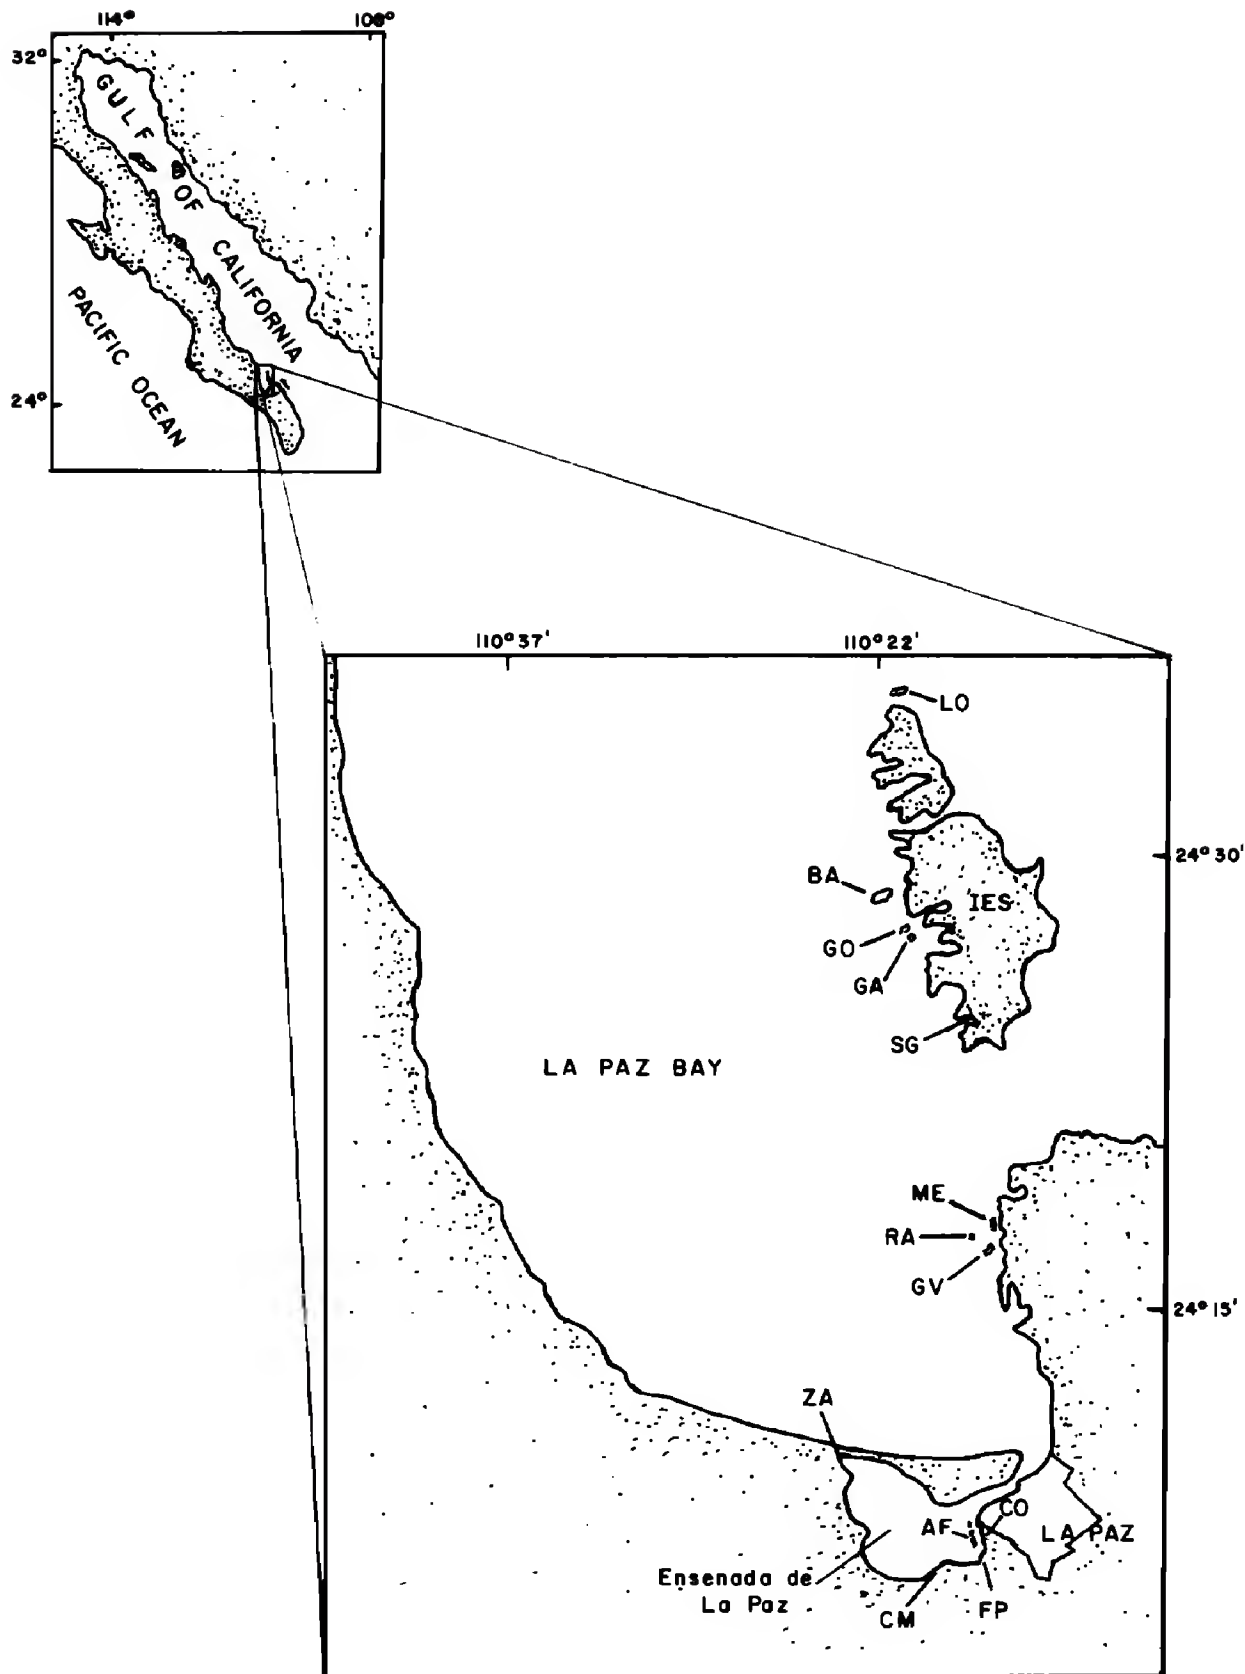 114° 108°
32°
GULF OF CALIFORNIA
PACIFIC OCEAN
24°
110°37' 110°22'
LO
24°30'
BA
IES
GO
GA
SG
LA PAZ BAY
ME
RA
GV
24°15'
ZA
CO
AF
LA PAZ
Ensenada de
La Paz
CM
FP